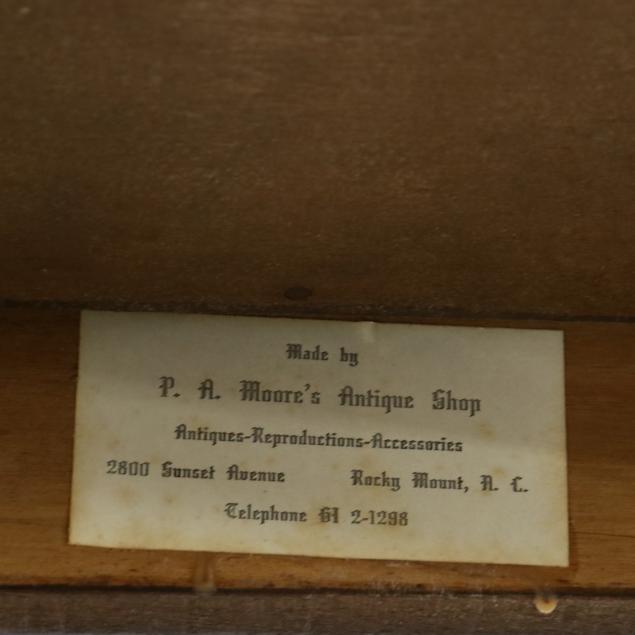 Made by
P. A. Moore's Antique Shop
Antiques-Reproductions-Accessories
2800 Sunset Avenue Rocky Mount, N. C.
Telephone GI 2-1298